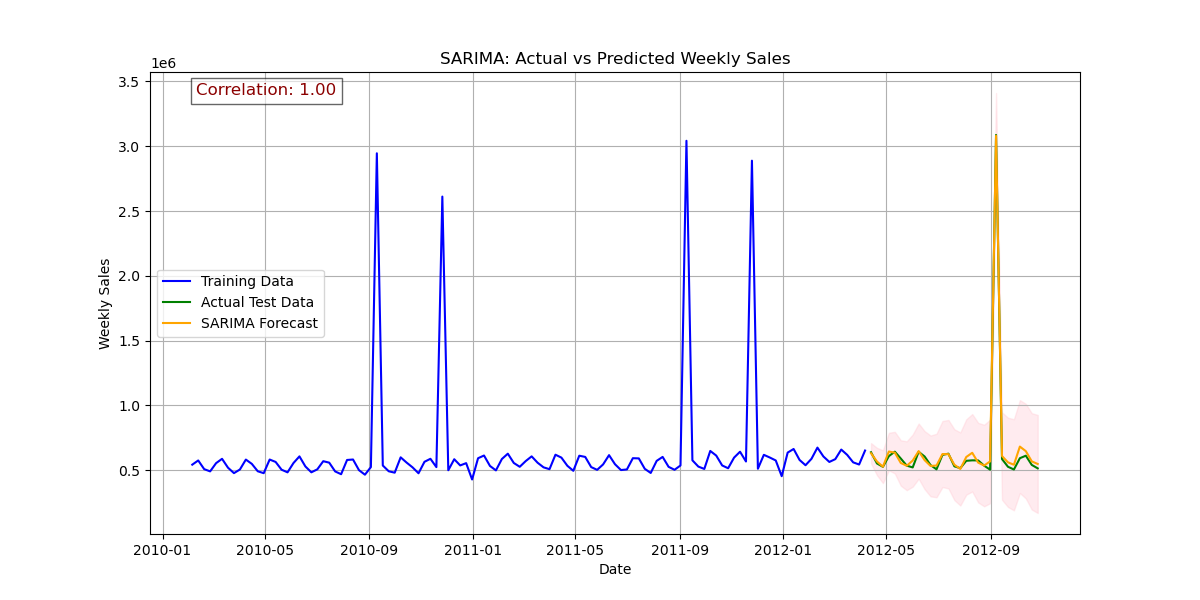 SARIMA: Actual vs Predicted Weekly Sales
1e6
Correlation: 1.00
3.5
3.0
2.5
2.0
1.5
1.0
0.5
Weekly Sales
Training Data
Actual Test Data
SARIMA Forecast
2010-01 2010-05 2010-09 2011-01 2011-05 2011-09 2012-01 2012-05 2012-09
Date